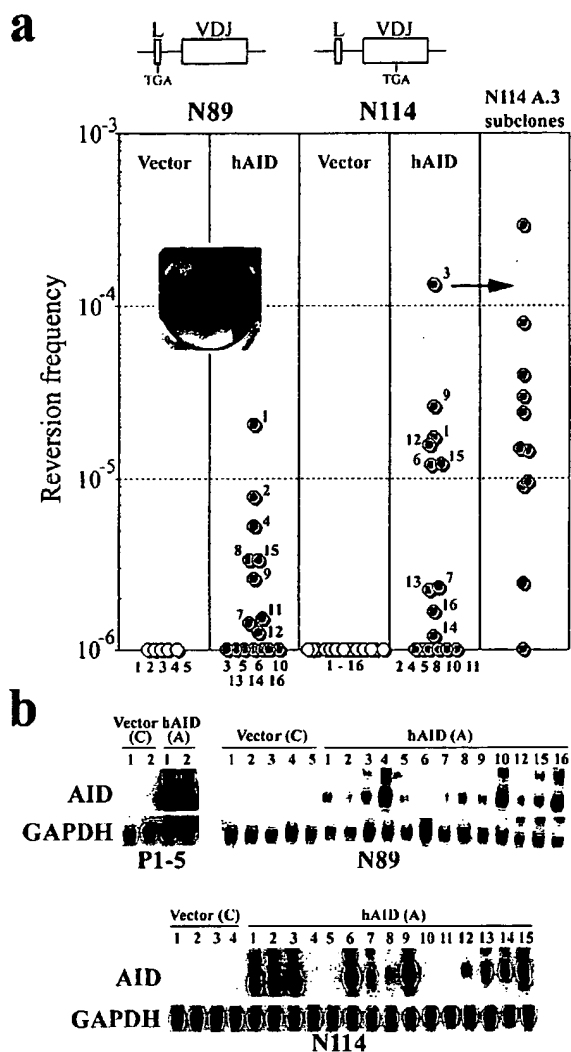 a
L VDJ L VDJ
TGA TGA
N89 N114 N114 A.3 subclones
10-3
Vector hAID Vector hAID
3
10-4
Reversion frequency
9
1
1
12
6 15
10-5
2
4
8 15
9
13 7
11
16
7
12
14
10-6
1 2 3 4 5 3 5 6 10 1 - 16 2 4 5 8 10 11
13 14 16
b
Vector hAID
(C) (A) Vector (C) hAID (A)
1 2 1 2 1 2 3 4 5 1 2 3 4 5 6 7 8 9 10 12 15 16
AID
GAPDH
P1-5 N89
Vector (C) hAID (A)
1 2 3 4 1 2 3 4 5 6 7 8 9 10 11 12 13 14 15
AID
GAPDH
N114